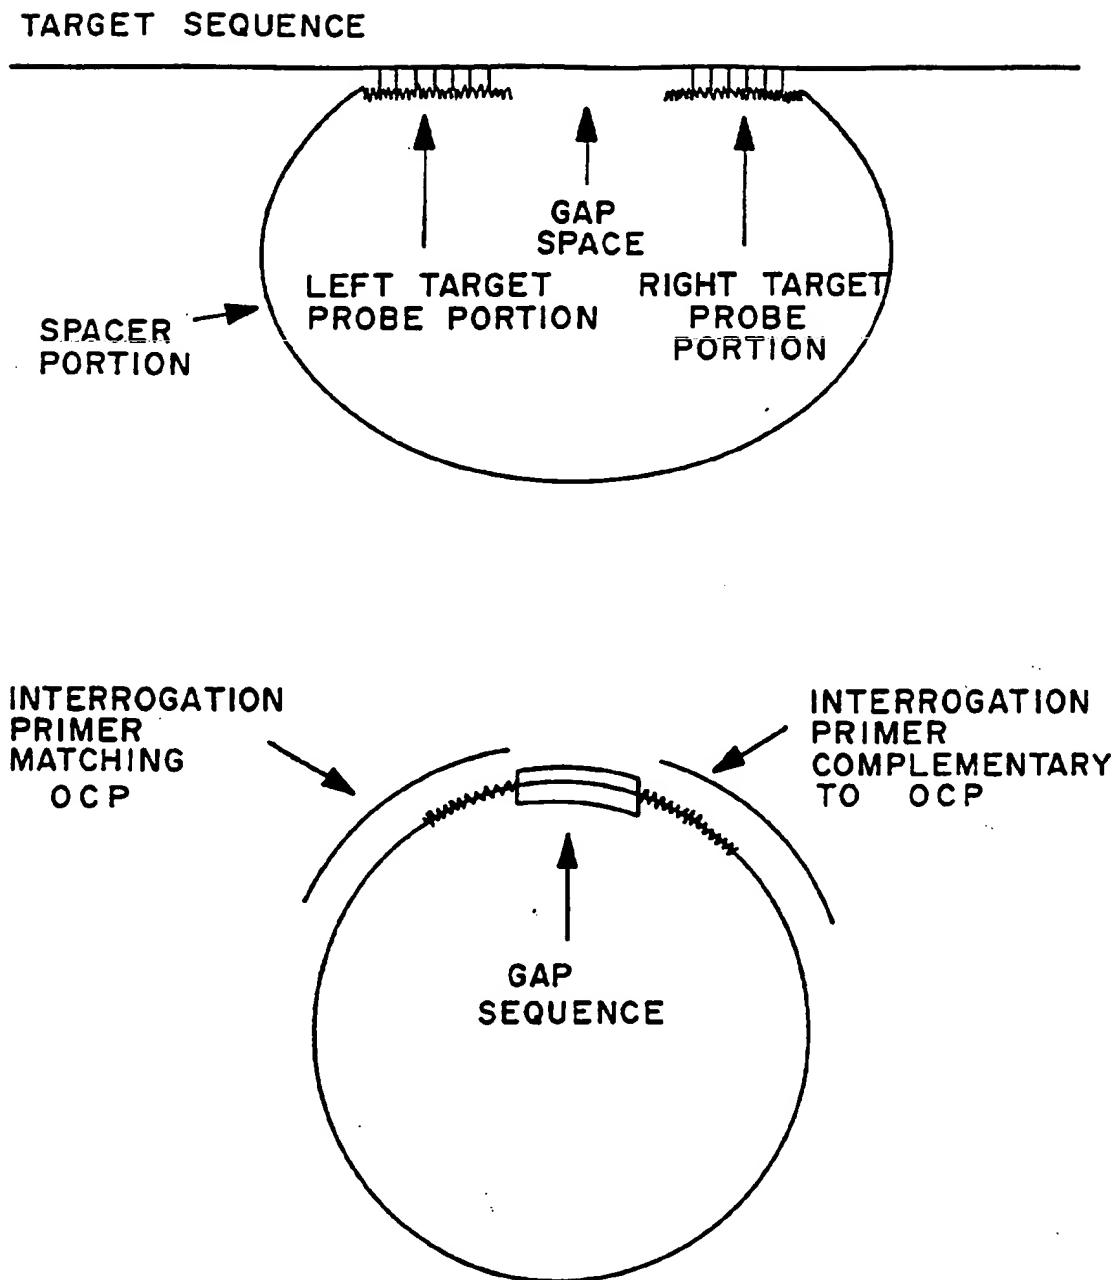 TARGET SEQUENCE
GAP
SPACE
LEFT TARGET
PROBE PORTION
RIGHT TARGET
PROBE
PORTION
SPACER
PORTION
INTERROGATION
PRIMER
MATCHING
OCP
INTERROGATION
PRIMER
COMPLEMENTARY
TO OCP
GAP
SEQUENCE